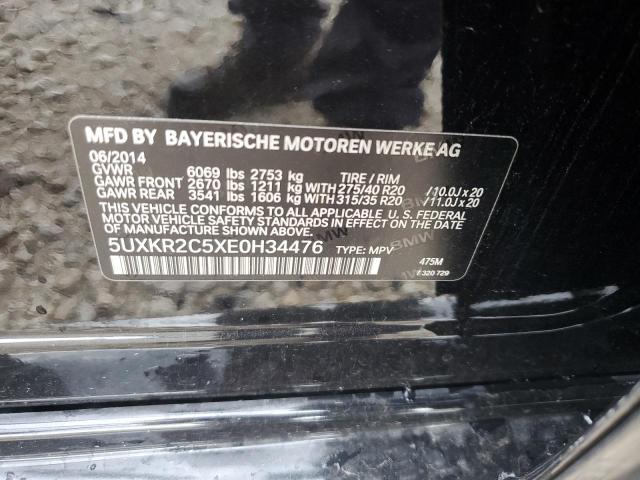 MFD BY BAYERISCHE MOTOREN WERKE AG
06/2014
GVWR 6069 lbs 2753 kg TIRE / RIM
GAWR FRONT 2670 lbs 1211 kg WITH 275/40 R20 /10.0J x 20
GAWR REAR 3541 lbs 1606 kg WITH 315/35 R20 /11.0J x 20
THIS VEHICLE CONFORMS TO ALL APPLICABLE FEDERAL
MOTOR VEHICLE SAFETY STANDARDS IN EFFECT ON THE DATE OF MANUFACTURE
SHOWN ABOVE.
5UXKR2C5XE0H34476 TYPE: MPV
475M
7 320 729
BMW
BMW